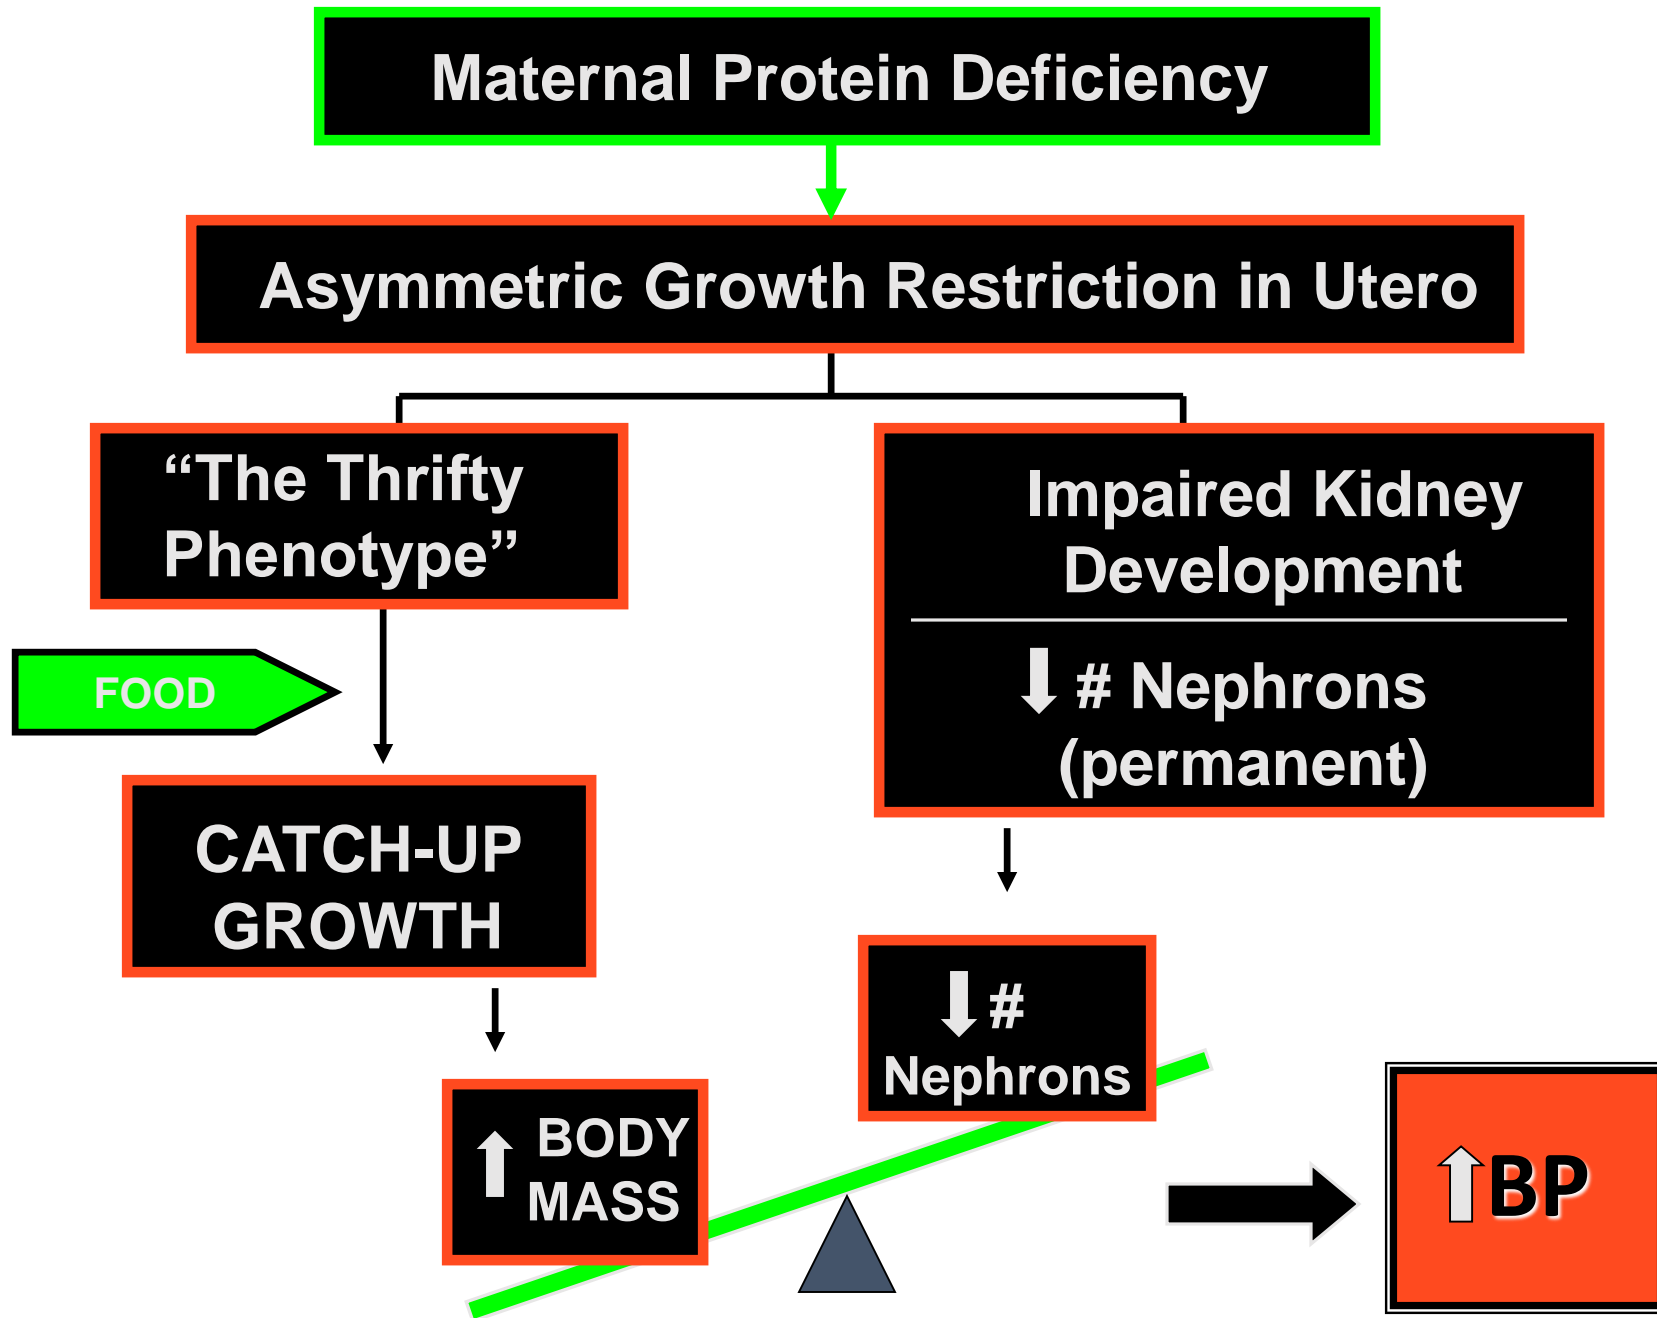 Maternal Protein Deficiency
Asymmetric Growth Restriction in Utero
“The Thrifty
Phenotype”
Impaired Kidney
Development
# Nephrons
(permanent)
FOOD
CATCH-UP
GROWTH
#
Nephrons
BODY
MASS
BP